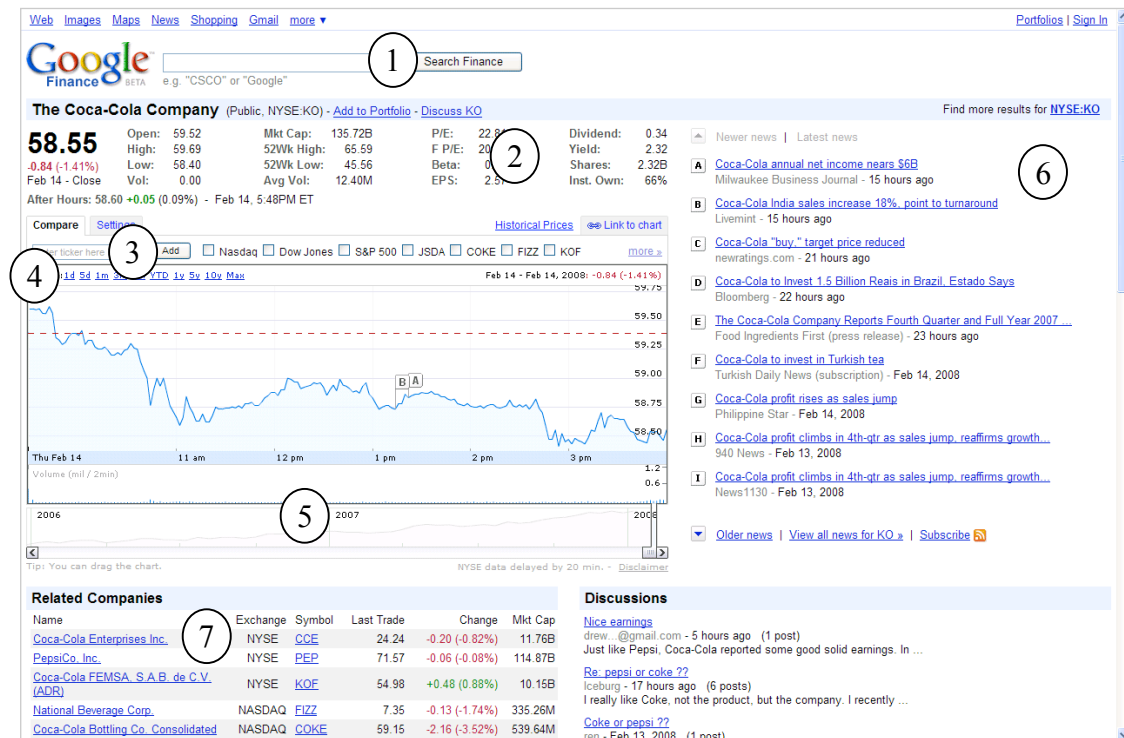 Web Images Maps News Shopping Gmail more ▼ Portfolios | Sign In
Google
Finance BETA
1
Search Finance
e.g. "CSCO" or "Google"
The Coca-Cola Company (Public, NYSE:KO) - Add to Portfolio - Discuss KO
Find more results for NYSE:KO
58.55
-0.84 (-1.41%)
Feb 14 - Close
Open: 59.52 Mkt Cap: 135.72B P/E: Dividend: 0.34
High: 59.69 52Wk High: 65.59 F P/E: Yield: 2.32
Low: 58.40 52Wk Low: 45.56 Beta: Shares: 2.32B
Vol: 0.00 Avg Vol: 12.40M EPS: 2.57 Inst. Own: 66%
2
After Hours: 58.60 +0.05 (0.09%) - Feb 14, 5:48PM ET
Compare Historical Prices Link to chart
3
ticker here Add Nasdaq Dow Jones S&P 500 JSDA COKE FIZZ KOF more »
4
1d 5d 1m YTD 1y 5y 10y Max Feb 14 - Feb 14, 2008: -0.84 (-1.41%)
59.75
59.50
59.25
59.00
B A
58.75
58.50
Thu Feb 14 11 am 12 pm 1 pm 2 pm 3 pm
Volume (mil / 2min) 1.2
0.6
2006 2007 2008
5
Tip: You can drag the chart. NYSE data delayed by 20 min. - Disclaimer
Newer news | Latest news
6
A Coca-Cola annual net income nears $6B
Milwaukee Business Journal - 15 hours ago
B Coca-Cola India sales increase 18%, point to turnaround
Livemint - 15 hours ago
C Coca-Cola "buy," target price reduced
newratings.com - 21 hours ago
D Coca-Cola to Invest 1.5 Billion Reais in Brazil, Estado Says
Bloomberg - 22 hours ago
E The Coca-Cola Company Reports Fourth Quarter and Full Year 2007 ...
Food Ingredients First (press release) - 23 hours ago
F Coca-Cola to invest in Turkish tea
Turkish Daily News (subscription) - Feb 14, 2008
G Coca-Cola profit rises as sales jump
Philippine Star - Feb 14, 2008
H Coca-Cola profit climbs in 4th-qtr as sales jump, reaffirms growth...
940 News - Feb 13, 2008
I Coca-Cola profit climbs in 4th-qtr as sales jump, reaffirms growth...
News1130 - Feb 13, 2008
Older news | View all news for KO » | Subscribe
Related Companies
Name Exchange Symbol Last Trade Change Mkt Cap
Coca-Cola Enterprises Inc. NYSE CCE 24.24 -0.20 (-0.82%) 11.76B
7
PepsiCo, Inc. NYSE PEP 71.57 -0.06 (-0.08%) 114.87B
Coca-Cola FEMSA, S.A.B. de C.V.
(ADR) NYSE KOF 54.98 +0.48 (0.88%) 10.15B
National Beverage Corp. NASDAQ FIZZ 7.35 -0.13 (-1.74%) 335.26M
Coca-Cola Bottling Co. Consolidated NASDAQ COKE 59.15 -2.16 (-3.52%) 539.64M
Discussions
Nice earnings
drew...@gmail.com - 5 hours ago (1 post)
Just like Pepsi, Coca-Cola reported some good solid earnings. In ...
Re: pepsi or coke ??
Iceburg - 17 hours ago (6 posts)
I really like Coke, not the product, but the company. I recently ...
Coke or pepsi ??
ren - Feb 13, 2008 (1 post)